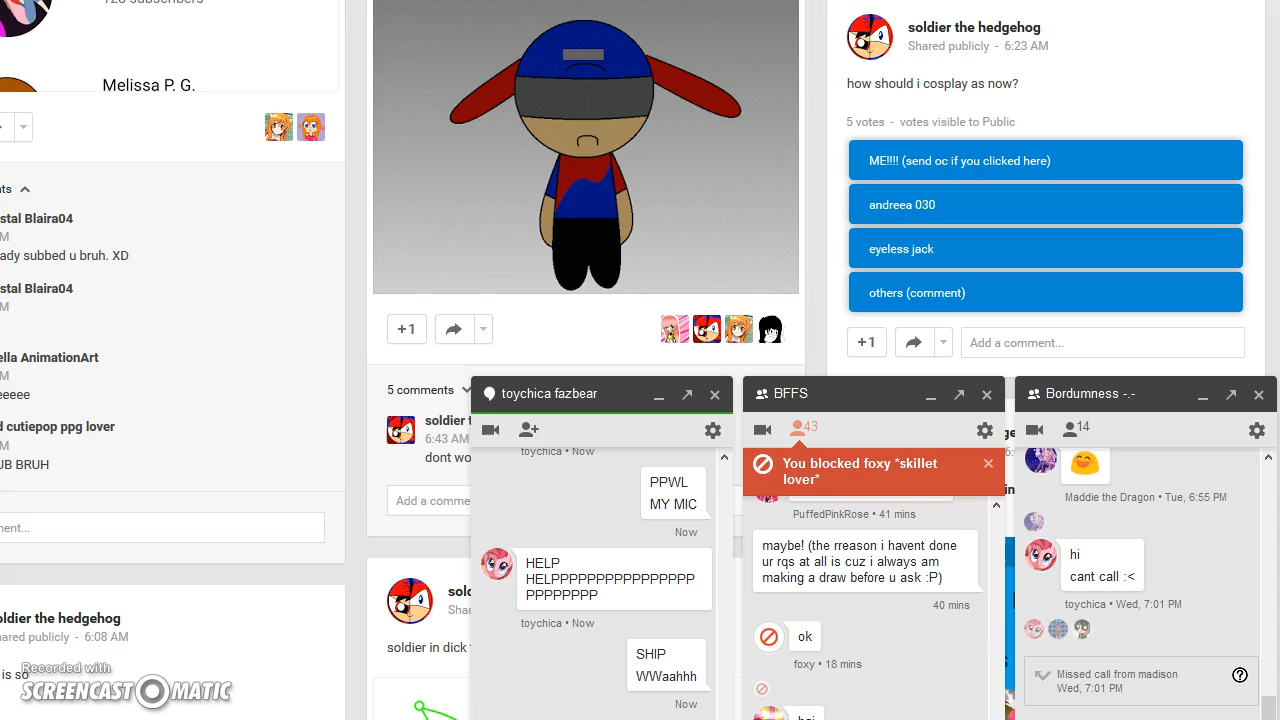 128 subscribers
Melissa P. G.
nts
stal Blaira04
M
ady subbed u bruh. XD
stal Blaira04
M
ella AnimationArt
M
eeeee
d cutiepop ppg lover
M
UB BRUH
ment...
oldier the hedgehog
ared publicly - 6:08 AM
is so
Recorded with
SCREENCAST MATIC
+1
5 comments
soldier t
6:43 AM
dont wo
Add a comme
sol
Sha
soldier in dick
soldier the hedgehog
Shared publicly - 6:23 AM
how should i cosplay as now?
5 votes - votes visible to Public
ME!!!! (send oc if you clicked here)
andreea 030
eyeless jack
others (comment)
+1
Add a comment...
toychica fazbear
toychica • Now
PPWL
MY MIC
Now
HELP
HELPPPPPPPPPPPPPPPP
PPPPPPPP
toychica • Now
SHIP
WWaahhh
Now
BFFS
43
You blocked foxy *skillet
lover*
PuffedPinkRose • 41 mins
maybe! (the rreason i havent done
ur rqs at all is cuz i always am
making a draw before u ask :P)
40 mins
ok
foxy • 18 mins
hoi
Bordumness -.-
14
Maddie the Dragon • Tue, 6:55 PM
hi
cant call :<
toychica • Wed, 7:01 PM
Missed call from madison
Wed, 7:01 PM